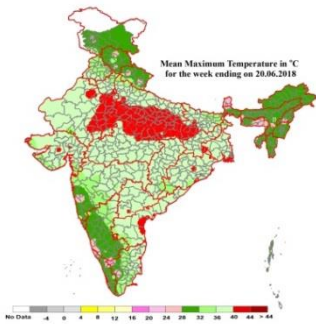 Mean Maximum Temperature in °C
for the week ending on 20.06.2018
No Data -4 0 4 8 12 16 20 24 28 32 36 40 44 > 44